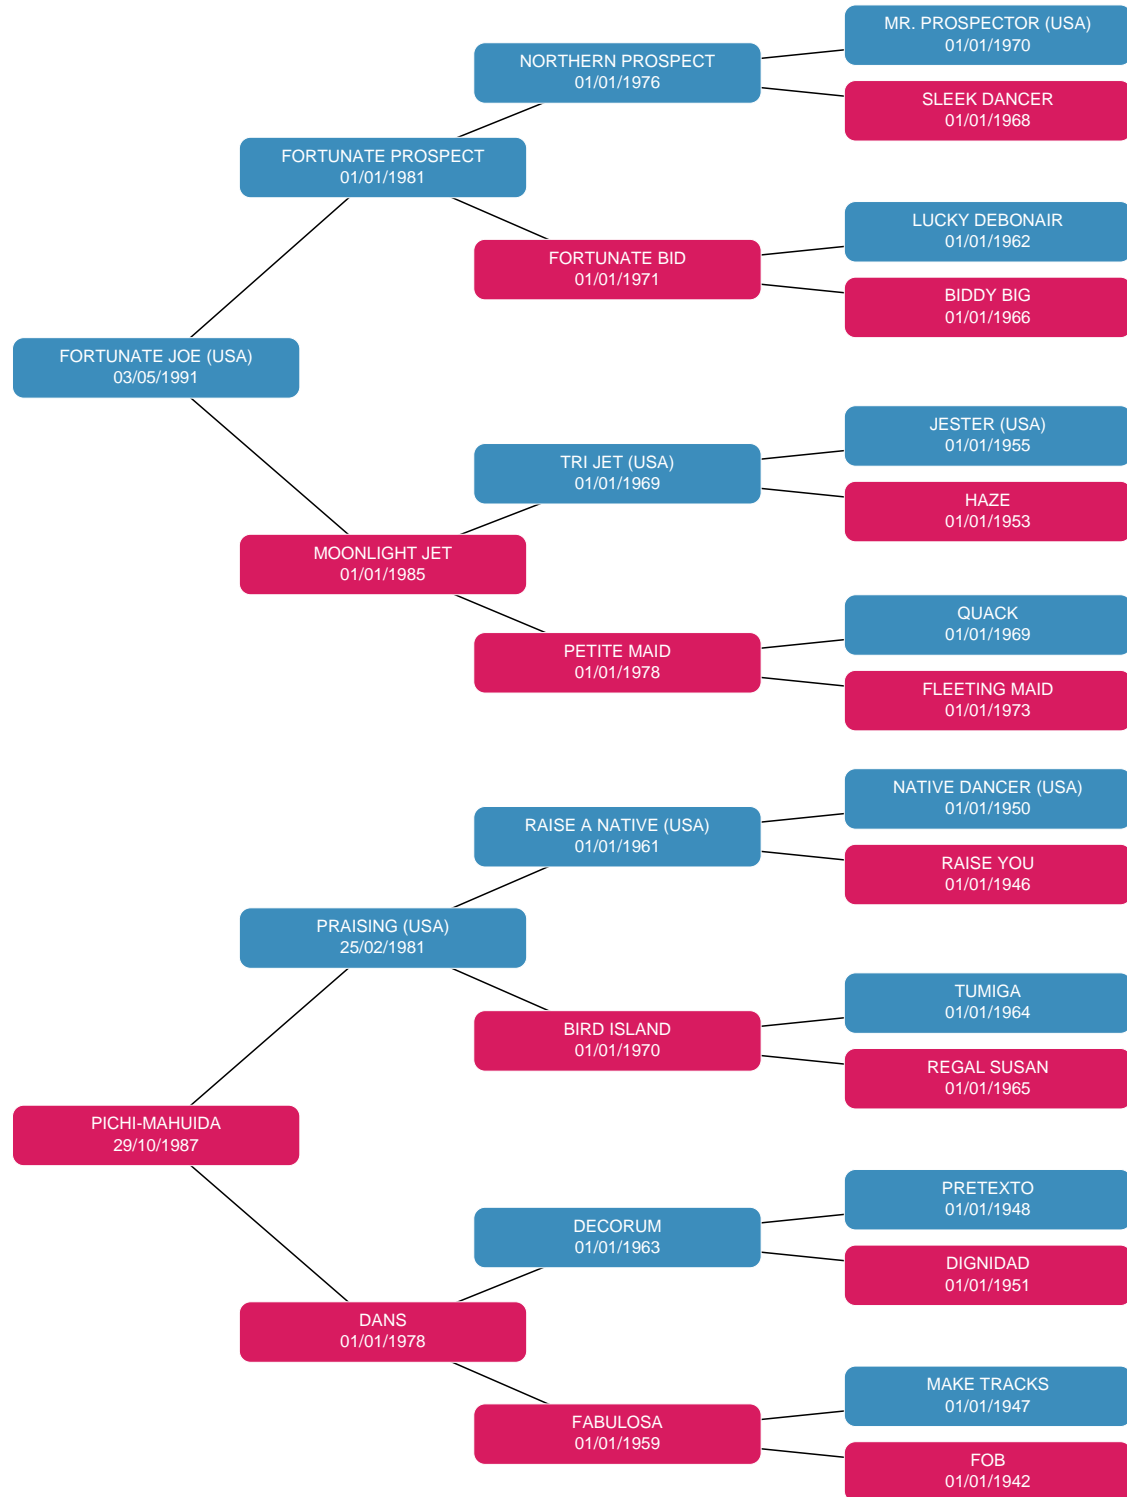 MR. PROSPECTOR (USA)
01/01/1970
NORTHERN PROSPECT
01/01/1976
SLEEK DANCER
01/01/1968
FORTUNATE PROSPECT
01/01/1981
LUCKY DEBONAIR
01/01/1962
FORTUNATE BID
01/01/1971
BIDDY BIG
01/01/1966
FORTUNATE JOE (USA)
03/05/1991
JESTER (USA)
01/01/1955
TRI JET (USA)
01/01/1969
HAZE
01/01/1953
MOONLIGHT JET
01/01/1985
QUACK
01/01/1969
PETITE MAID
01/01/1978
FLEETING MAID
01/01/1973
NATIVE DANCER (USA)
01/01/1950
RAISE A NATIVE (USA)
01/01/1961
RAISE YOU
01/01/1946
PRAISING (USA)
25/02/1981
TUMIGA
01/01/1964
BIRD ISLAND
01/01/1970
REGAL SUSAN
01/01/1965
PICHI-MAHUIDA
29/10/1987
PRETEXTO
01/01/1948
DECORUM
01/01/1963
DIGNIDAD
01/01/1951
DANS
01/01/1978
MAKE TRACKS
01/01/1947
FABULOSA
01/01/1959
FOB
01/01/1942